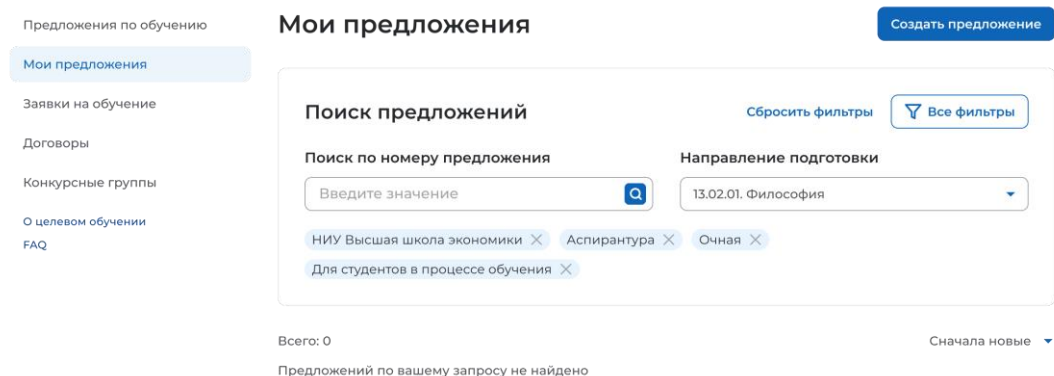 Предложения по обучению
Мои предложения
Заявки на обучение
Договоры
Конкурсные группы
О целевом обучении
FAQ
Мои предложения
Создать предложение
Поиск предложений
Сбросить фильтры
Все фильтры
Поиск по номеру предложения
Направление подготовки
Введите значение
13.02.01. Философия
НИУ Высшая школа экономики
Аспирантура
Очная
Для студентов в процессе обучения
Всего: 0
Сначала новые
Предложений по вашему запросу не найдено